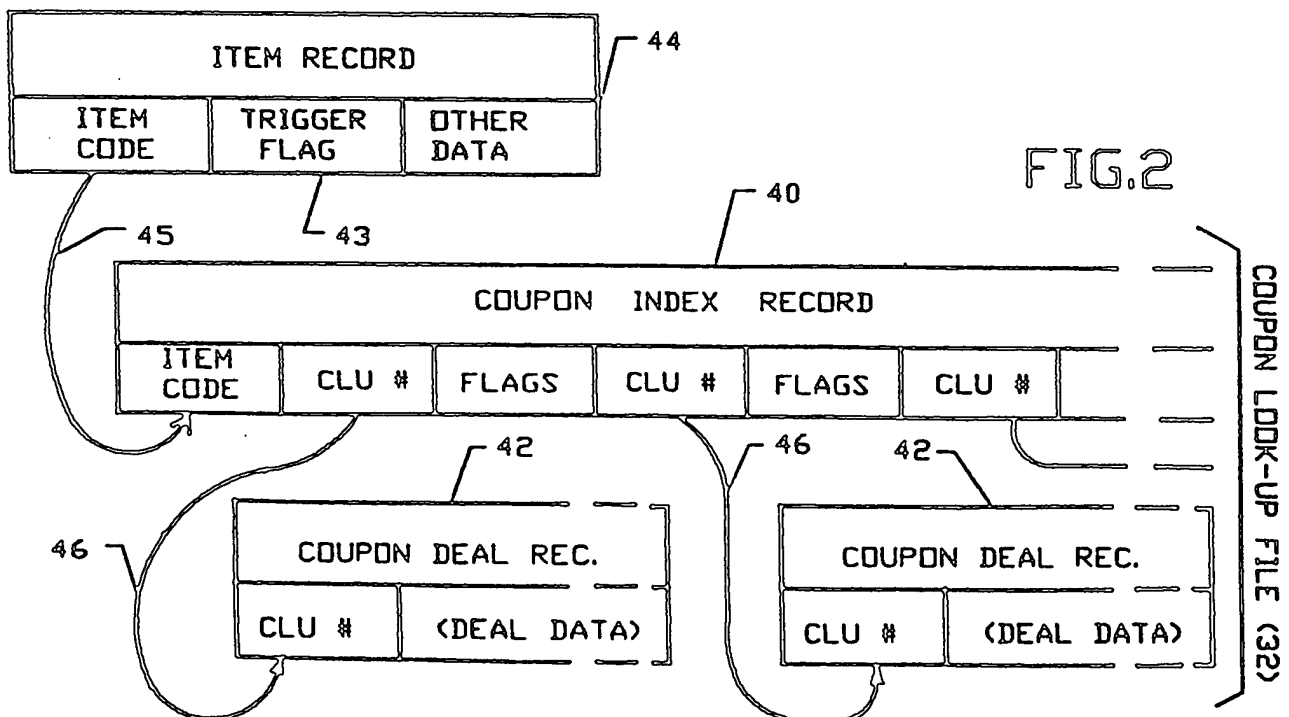 ITEM RECORD
44
ITEM CODE
TRIGGER FLAG
OTHER DATA
FIG.2
45
43
40
COUPON INDEX RECORD
ITEM CODE
CLU #
FLAGS
CLU #
FLAGS
CLU #
42
46
42
46
COUPON DEAL REC.
COUPON DEAL REC.
CLU #
(DEAL DATA)
CLU #
(DEAL DATA)
COUPON LOOK-UP FILE (32)